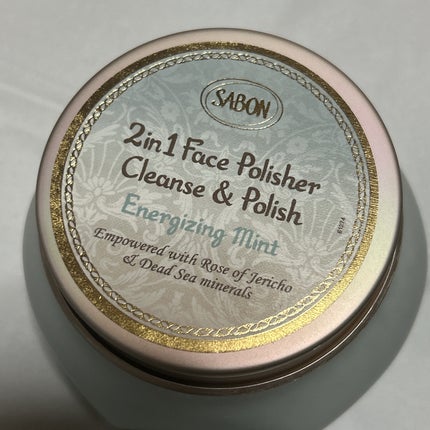 SABON
2in1 Face Polisher
Cleanse & Polish
Energizing Mint
Empowered with Rose of Jericho
& Dead Sea minerals